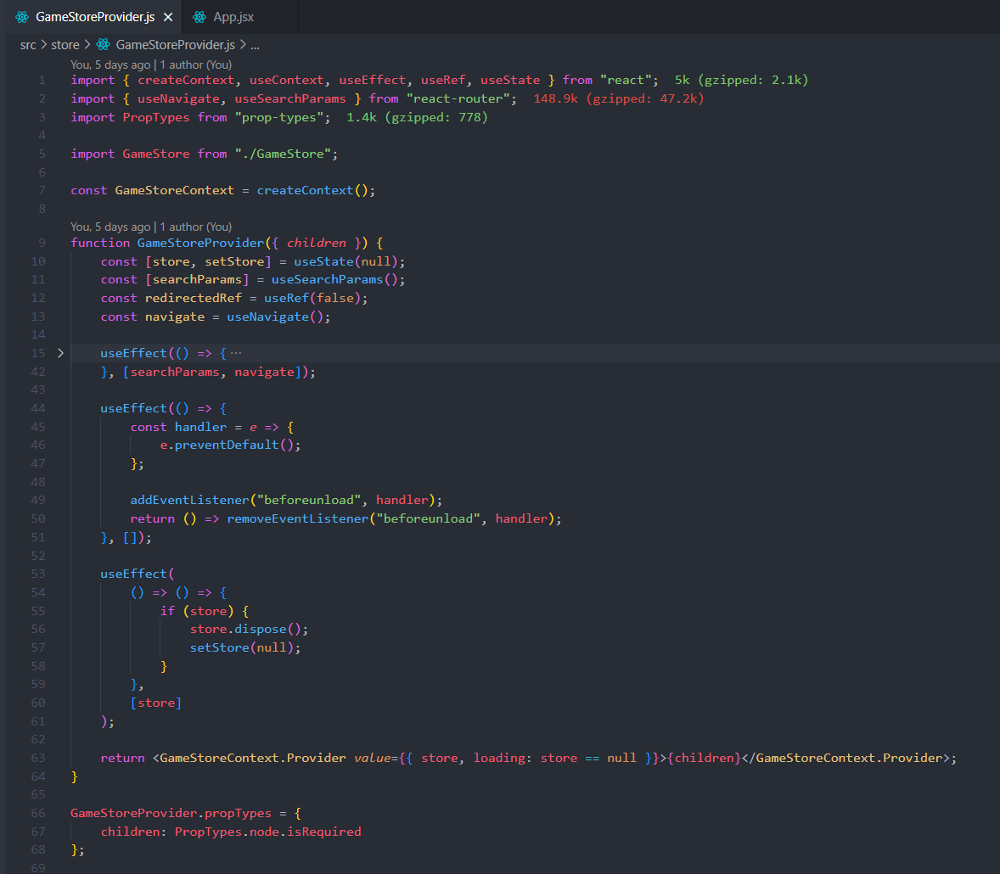 GameStoreProvider.js × App.jsx
src > store > GameStoreProvider.js > ...
You, 5 days ago | 1 author (You)
1 import { createContext, useContext, useEffect, useRef, useState } from "react"; 5k (gzipped: 2.1k)
2 import { useNavigate, useSearchParams } from "react-router"; 148.9k (gzipped: 47.2k)
3 import PropTypes from "prop-types"; 1.4k (gzipped: 778)
4
5 import GameStore from "./GameStore";
6
7 const GameStoreContext = createContext();
8
You, 5 days ago | 1 author (You)
9 function GameStoreProvider({ children }) {
10     const [store, setStore] = useState(null);
11     const [searchParams] = useSearchParams();
12     const redirectedRef = useRef(false);
13     const navigate = useNavigate();
14
15 >     useEffect(() => { ···
42     }, [searchParams, navigate]);
43
44     useEffect(() => {
45         const handler = e => {
46             e.preventDefault();
47         };
48
49         addEventListener("beforeunload", handler);
50         return () => removeEventListener("beforeunload", handler);
51     }, []);
52
53     useEffect(
54         () => () => {
55             if (store) {
56                 store.dispose();
57                 setStore(null);
58             }
59         },
60         [store]
61     );
62
63     return <GameStoreContext.Provider value={{ store, loading: store == null }}>{children}</GameStoreContext.Provider>;
64 }
65
66 GameStoreProvider.propTypes = {
67     children: PropTypes.node.isRequired
68 };
69